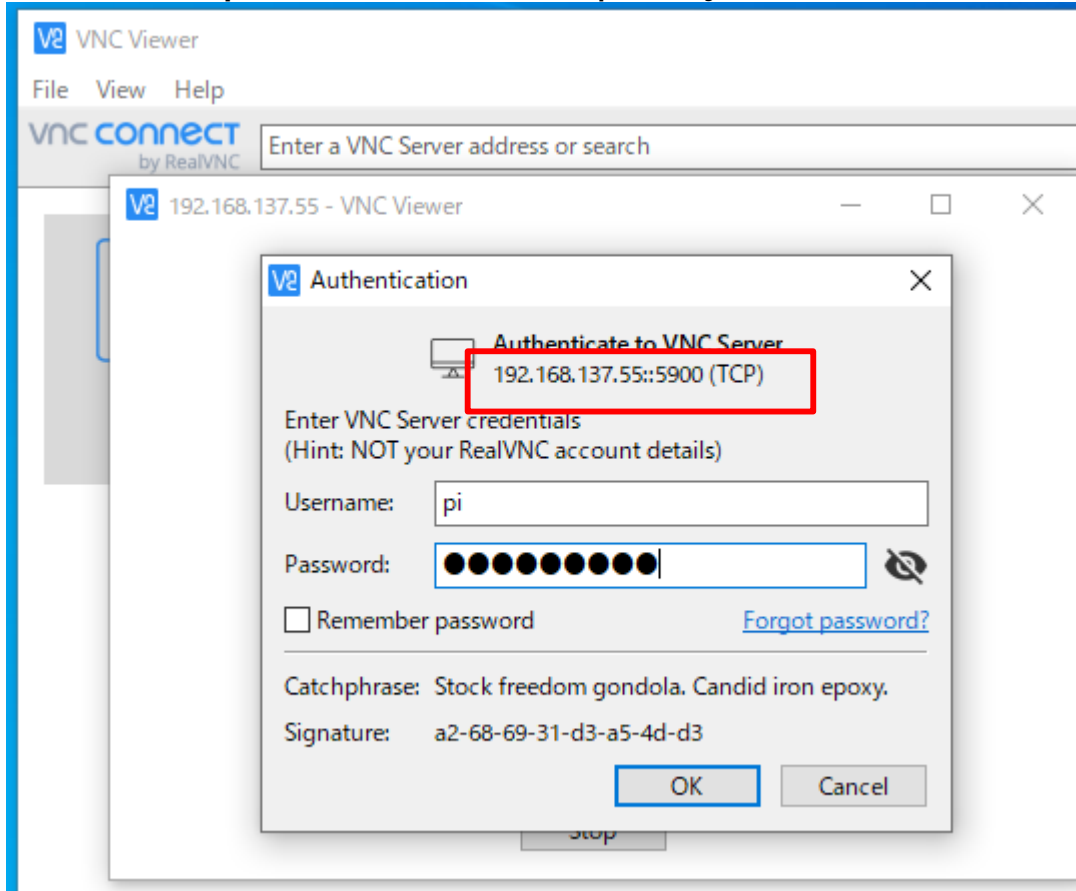 VNC Viewer
File View Help
VNC CONNECT
by RealVNC
Enter a VNC Server address or search
192.168.137.55 - VNC Viewer
Authentication
Authenticate to VNC Server
192.168.137.55::5900 (TCP)
Enter VNC Server credentials
(Hint: NOT your RealVNC account details)
Username: pi
Password: ●●●●●●●●●
Remember password Forgot password?
Catchphrase: Stock freedom gondola. Candid iron epoxy.
Signature: a2-68-69-31-d3-a5-4d-d3
OK Cancel
Stop